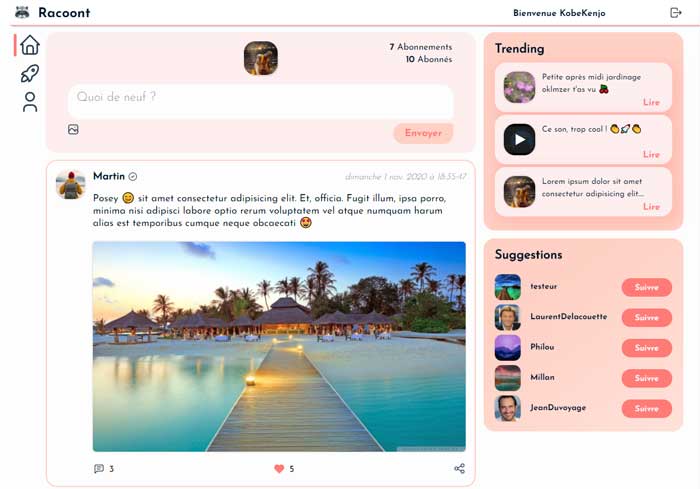 Racoont
Bienvenue KobeKenjo
7 Abonnements
10 Abonnés
Quoi de neuf ?
Envoyer
Martin
dimanche 1 nov. 2020 à 18:35:47
Posey 😊 sit amet consectetur adipisicing elit. Et, officia. Fugit illum, ipsa porro,
minima nisi adipisci labore optio rerum voluptatem vel atque numquam harum
alias est temporibus cumque neque obcaecati 🤩
3
5
Trending
Petite après midi jardinage
oklmzer t'as vu 🍒
Lire
Ce son, trop cool ! 👏🚀👏
Lire
Lorem ipsum dolor sit amet
consectetur adipisicing elit...
Lire
Suggestions
testeur
Suivre
LaurentDelacouette
Suivre
Philou
Suivre
Millan
Suivre
JeanDuvoyage
Suivre